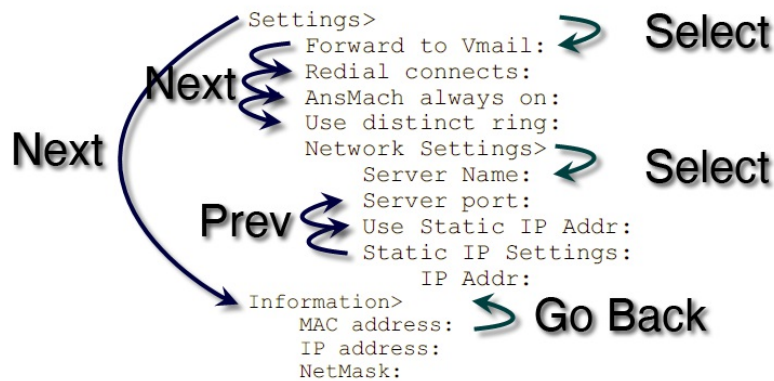 Settings>
Select
Forward to Vmail:
Next
Redial connects:
AnsMach always on:
Use distinct ring:
Next
Network Settings>
Select
Server Name:
Server port:
Prev
Use Static IP Addr:
Static IP Settings:
IP Addr:
Information>
Go Back
MAC address:
IP address:
NetMask: